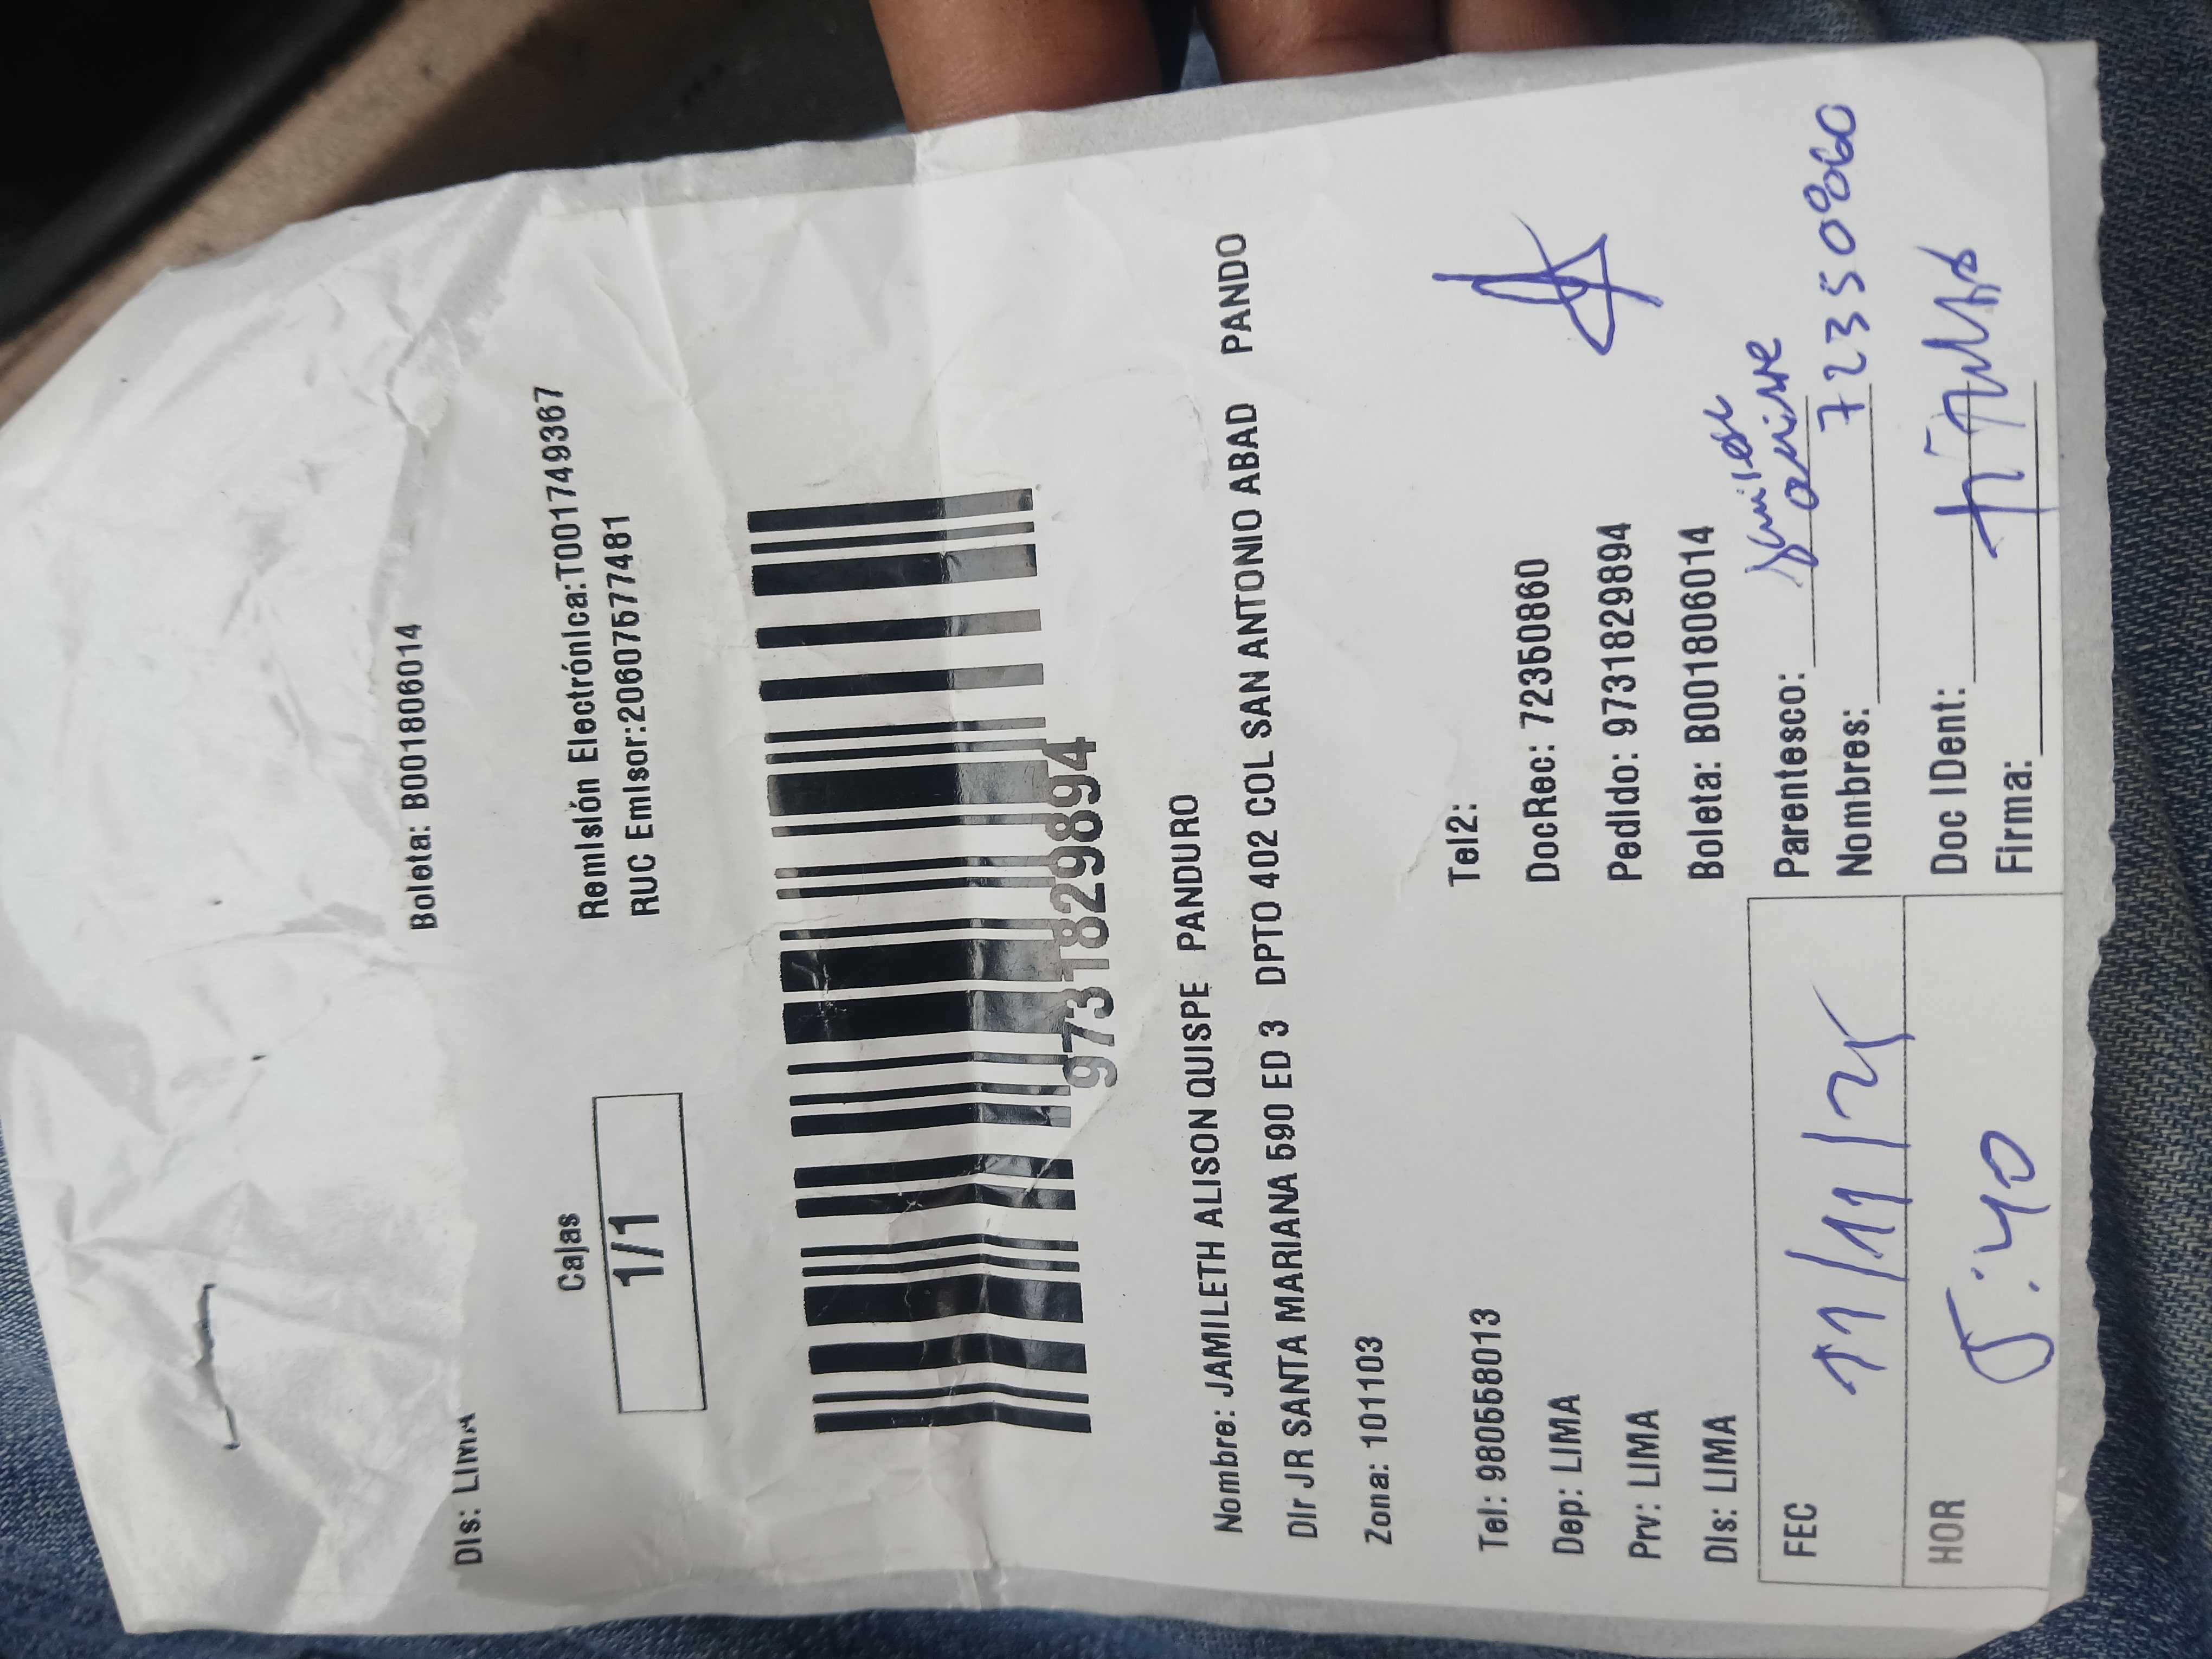 Boleta: B001806014
Dis: LIMA
Cajas
1/1
Remisión Electrónica:T001749367
RUC Emisor:20607577481
9731829894
Nombre: JAMILETH ALISON QUISPE PANDURO
Dir JR SANTA MARIANA 590 ED 3 DPTO 402 COL SAN ANTONIO ABAD PANDO
Zona: 101103
Tel: 980558013
Tel2:
Dep: LIMA
DocRec: 72350860
Prv: LIMA
Pedido: 9731829894
Dis: LIMA
Boleta: B001806014
FEC
11/11/25
HOR
5:40
Parentesco:
Nombres:
72350860
Doc IDent:
Firma: